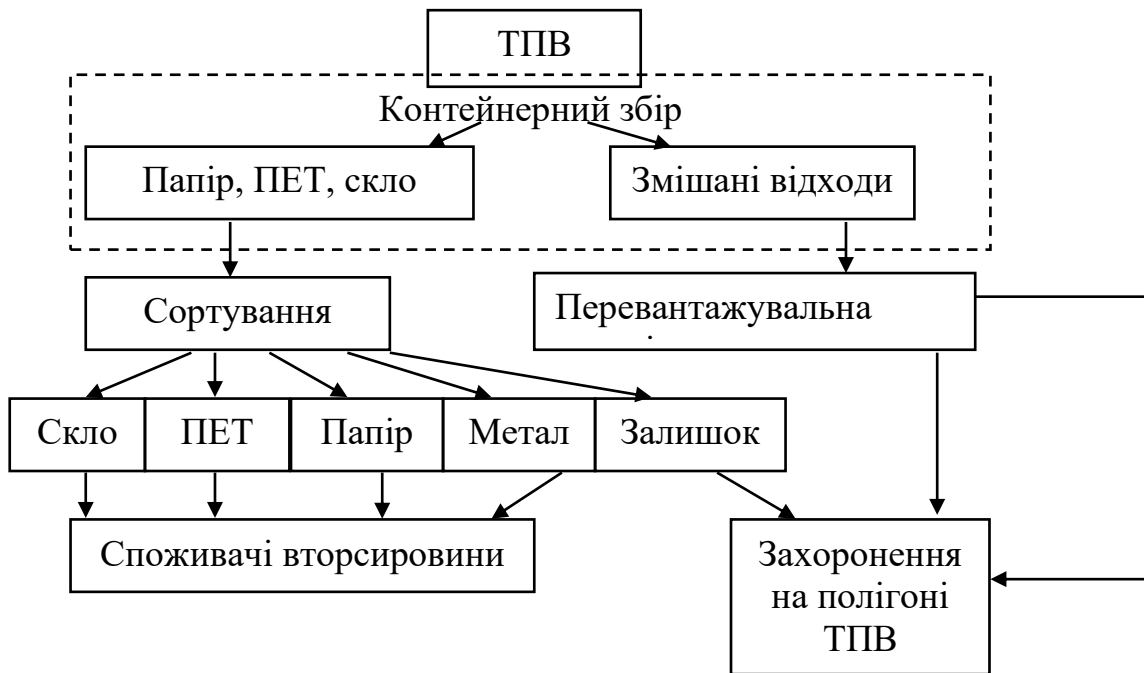 ТПВ
Контейнерний збір
Папір, ПЕТ, скло
Змішані відходи
Сортування
Перевантажувальна
Скло
ПЕТ
Папір
Метал
Залишок
Споживачі вторсировини
Захоронення
на полігоні
ТПВ